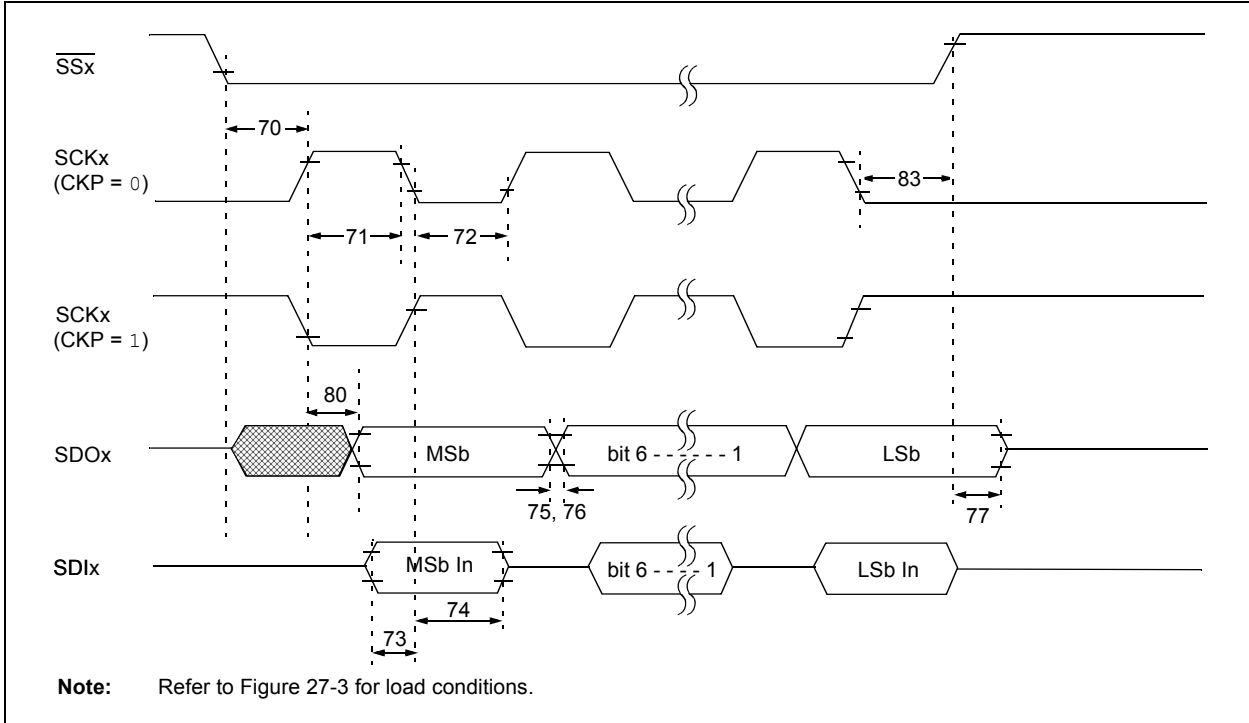 SSx
70
SCKx
(CKP = 0)
83
71
72
SCKx
(CKP = 1)
80
SDOx
MSb
bit 6 - - - - - - 1
LSb
75, 76
77
SDIx
MSb In
bit 6 - - - - 1
LSb In
74
73
Note: Refer to Figure 27-3 for load conditions.